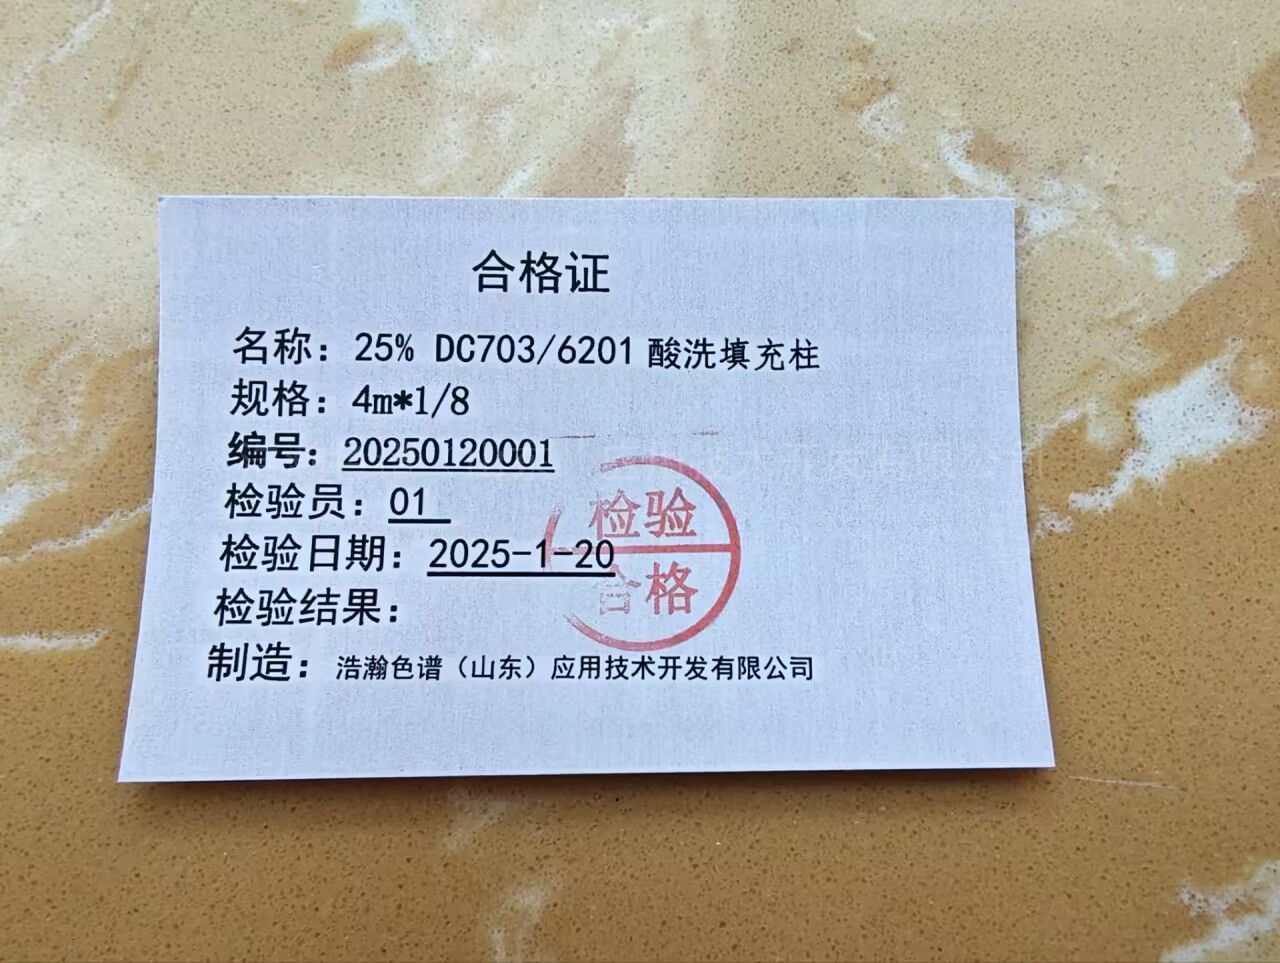 合格证
名称：25% DC703/6201 酸洗填充柱
规格：4m*1/8
编号：20250120001
检验员：01
检验日期：2025-1-20
检验结果：
检验
合格
制造：浩瀚色谱（山东）应用技术开发有限公司